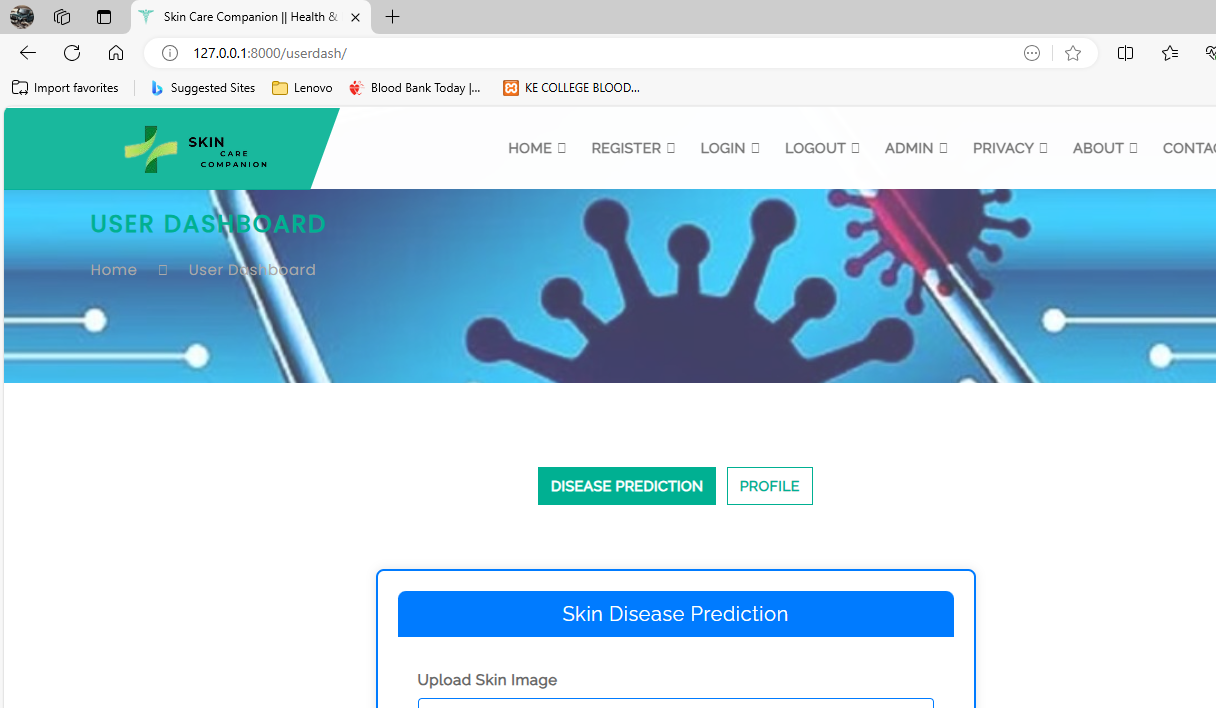 Skin Care Companion || Health &
127.0.0.1:8000/userdash/
Import favorites
Suggested Sites
Lenovo
Blood Bank Today |...
KE COLLEGE BLOOD...
SKIN
CARE
COMPANION
HOME
REGISTER
LOGIN
LOGOUT
ADMIN
PRIVACY
ABOUT
CONTAC
USER DASHBOARD
Home
User Dashboard
DISEASE PREDICTION
PROFILE
Skin Disease Prediction
Upload Skin Image